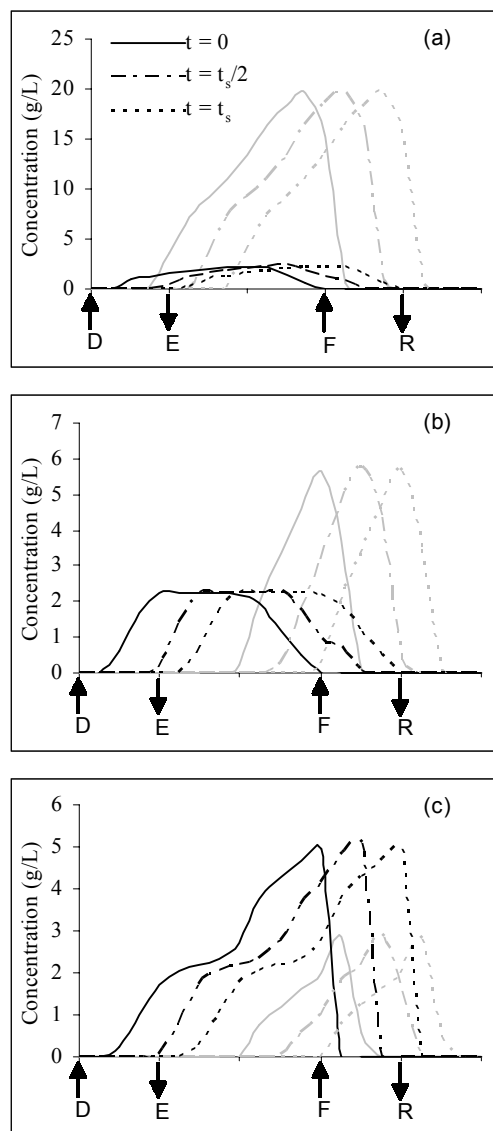 (a)
Concentration (g/L)
25
20
15
10
5
0
t = 0
t = tₛ/2
t = tₛ
D E F R
(b)
Concentration (g/L)
7
6
5
4
3
2
1
0
D E F R
(c)
Concentration (g/L)
6
5
4
3
2
1
0
D E F R